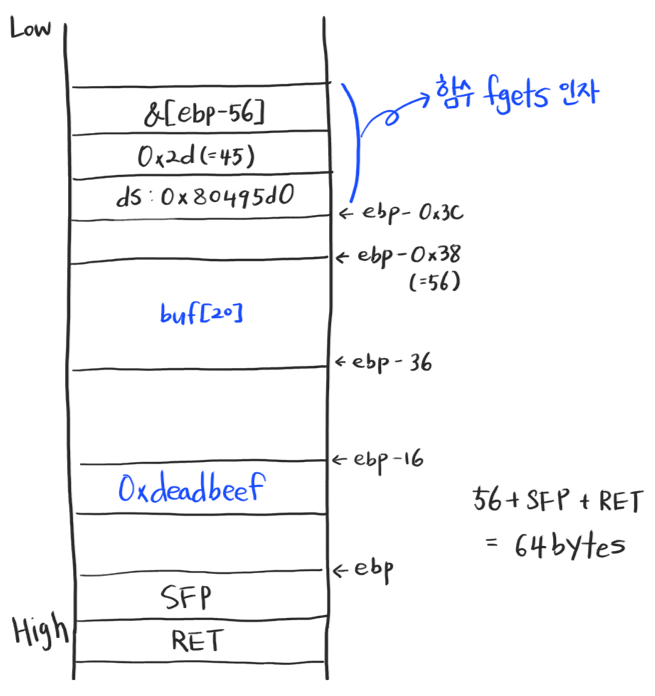 Low
&[ebp-56]
함수 fgets 인자
0x2d(=45)
ds:0x80495d0
← ebp-0x3C
← ebp-0x38
(=56)
buf[20]
← ebp-36
← ebp-16
0xdeadbeef
56+SFP+RET
= 64bytes
← ebp
SFP
High
RET